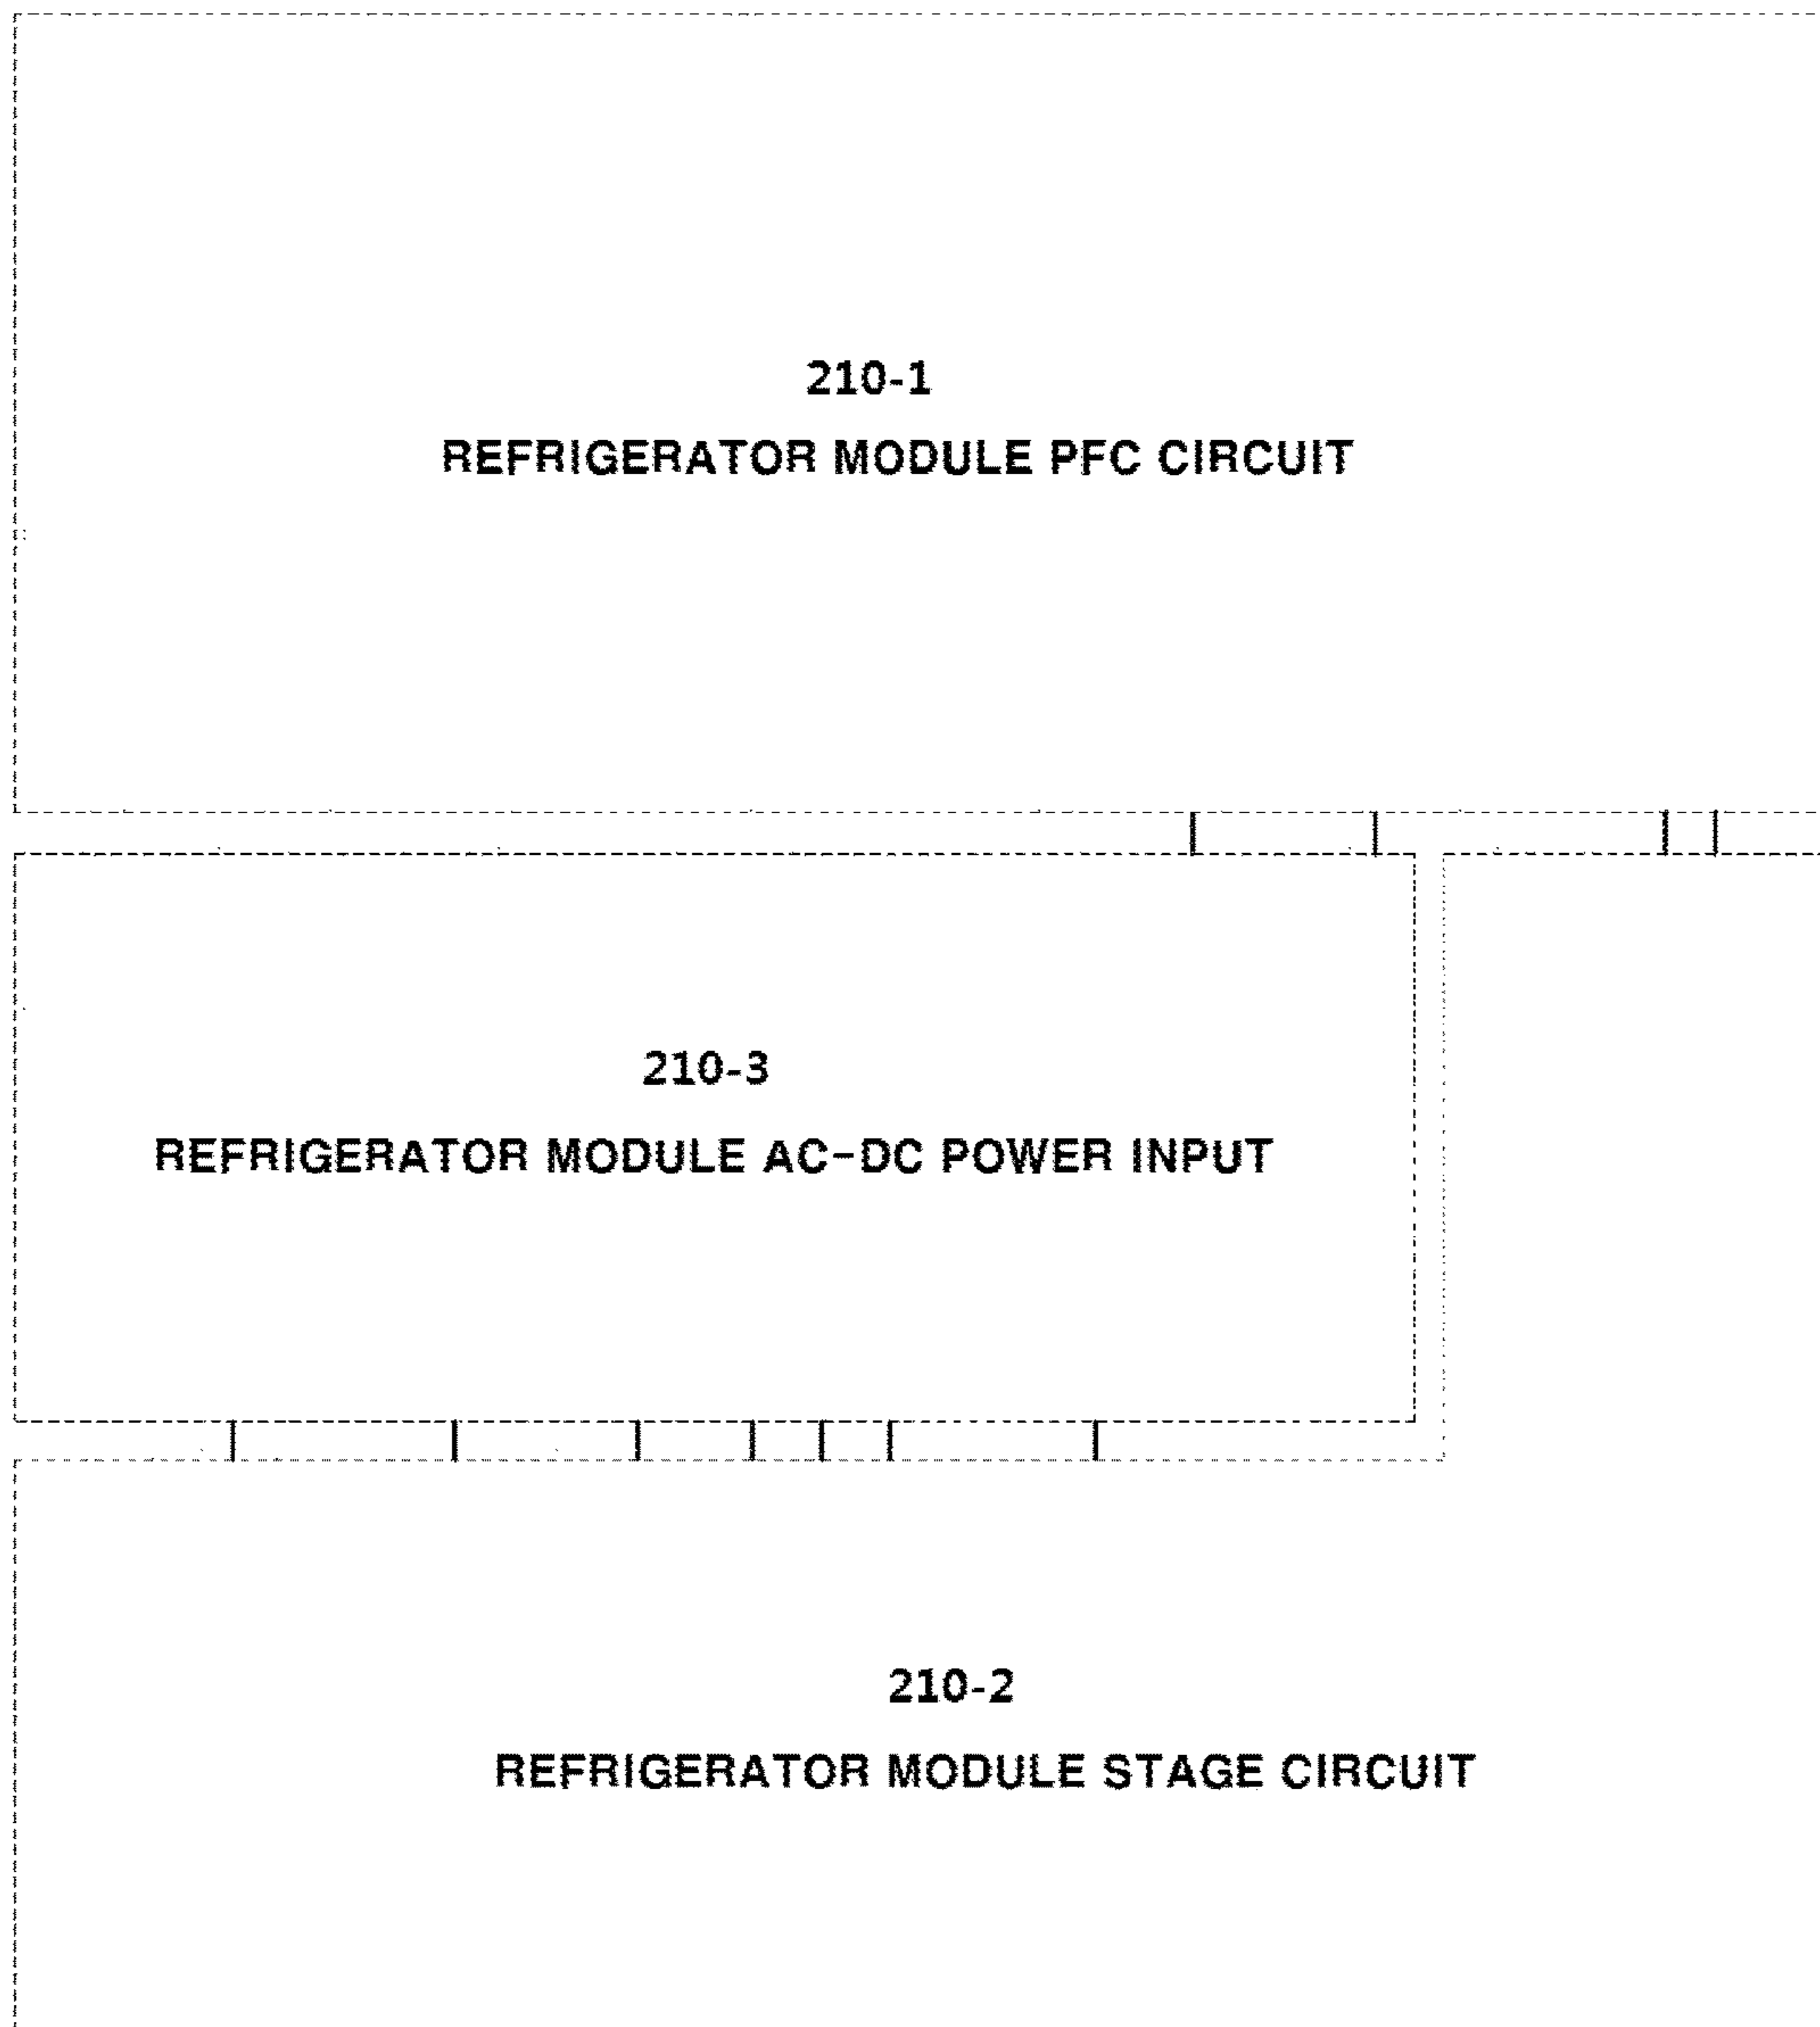 210-1
REFRIGERATOR MODULE PFC CIRCUIT
210-3
REFRIGERATOR MODULE AC-DC POWER INPUT
210-2
REFRIGERATOR MODULE STAGE CIRCUIT